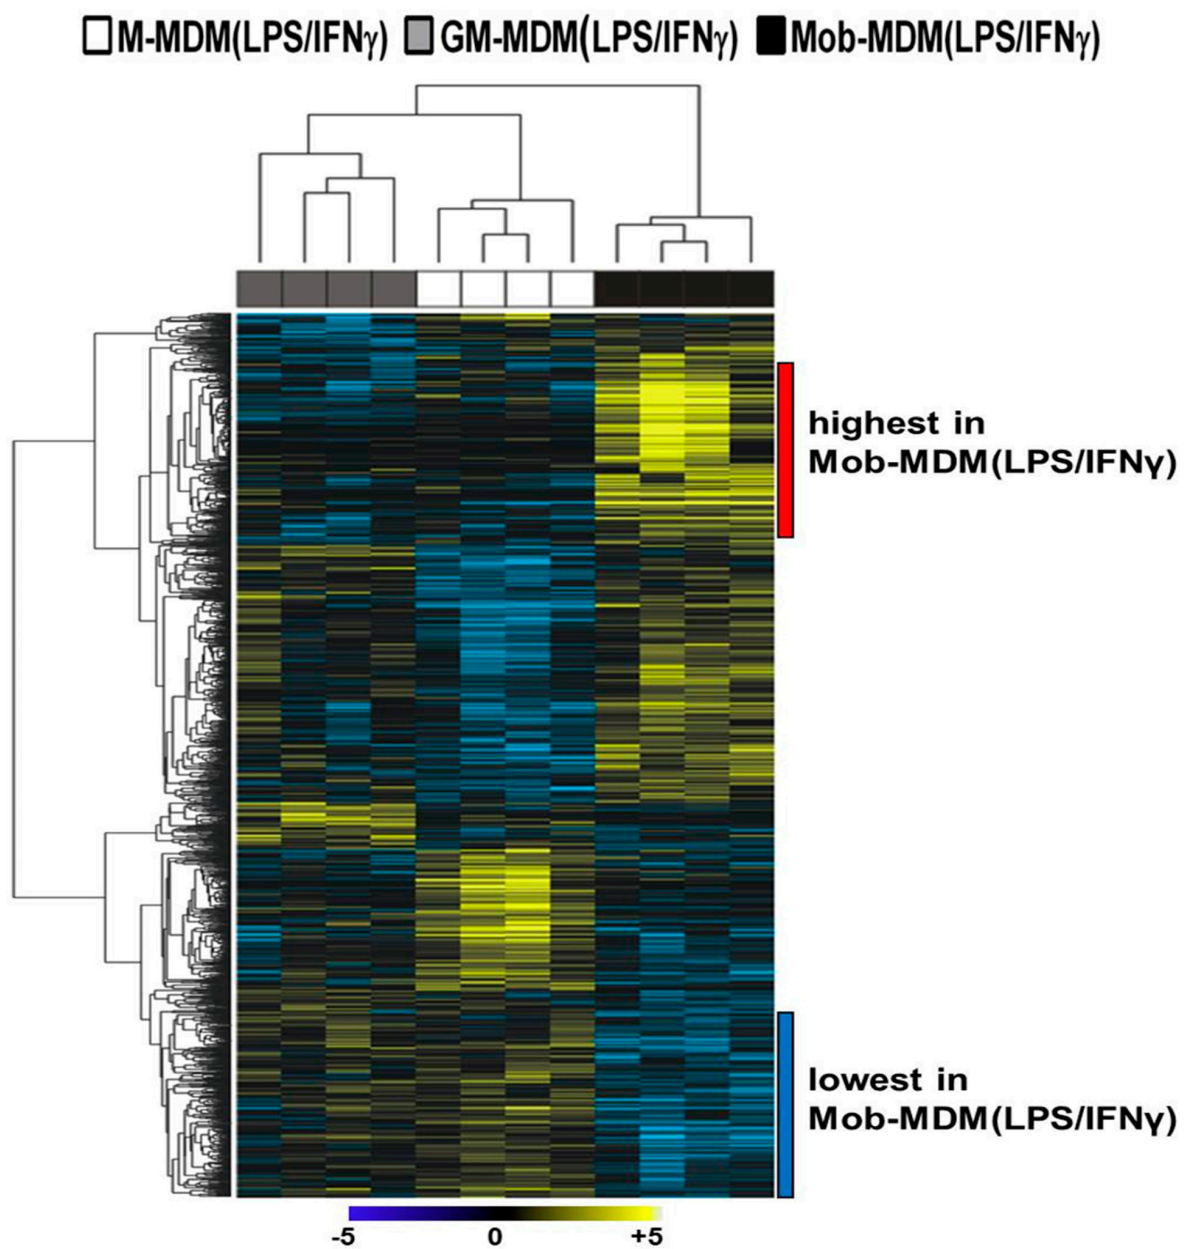 M-MDM(LPS/IFNγ) GM-MDM(LPS/IFNγ) Mob-MDM(LPS/IFNγ)
highest in
Mob-MDM(LPS/IFNγ)
lowest in
Mob-MDM(LPS/IFNγ)
-5 0 +5